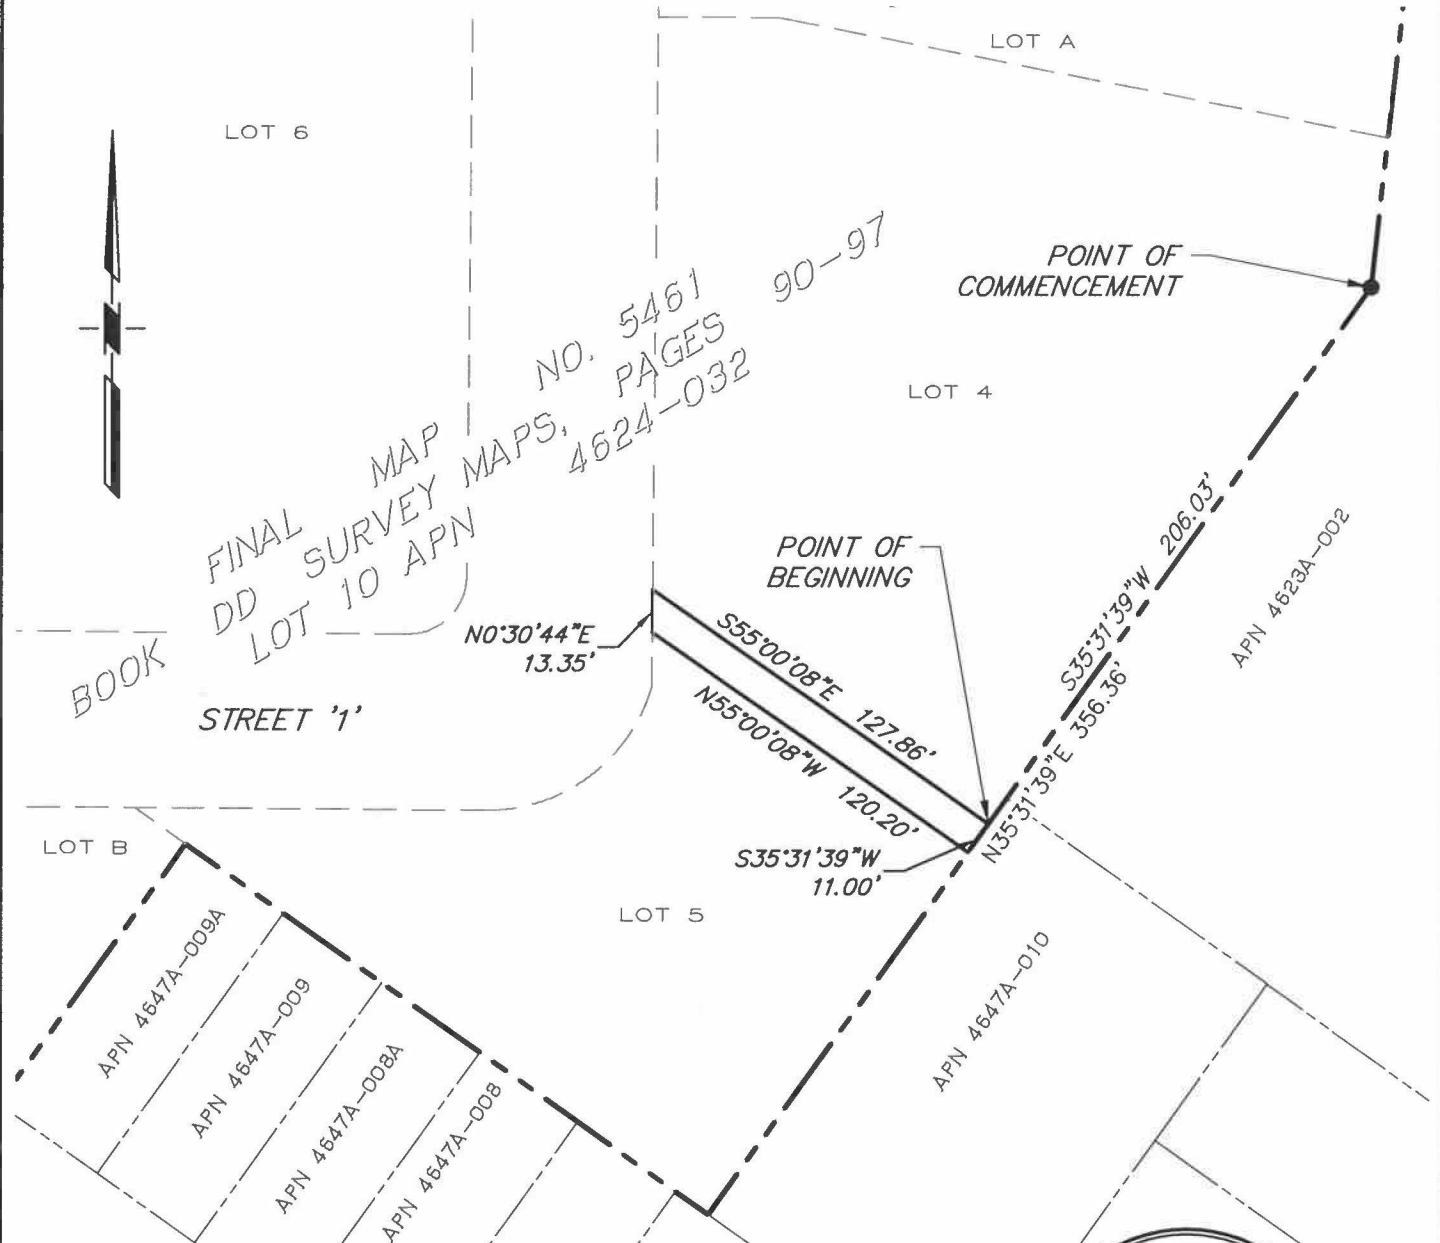 LOT A
LOT 6
POINT OF
COMMENCEMENT
FINAL MAP NO. 5461
BOOK DD SURVEY MAPS, PAGES 90-97
LOT 10 APN 4624-032
LOT 4
S35°31'39"W 206.03'
N35°31'39"E 356.36'
APN 4623A-002
POINT OF
BEGINNING
N0°30'44"E
13.35'
S55°00'08"E 127.86'
N55°00'08"W 120.20'
STREET '1'
S35°31'39"W
11.00'
LOT B
LOT 5
APN 4647A-009A
APN 4647A-009
APN 4647A-008A
APN 4647A-008
APN 4647A-010